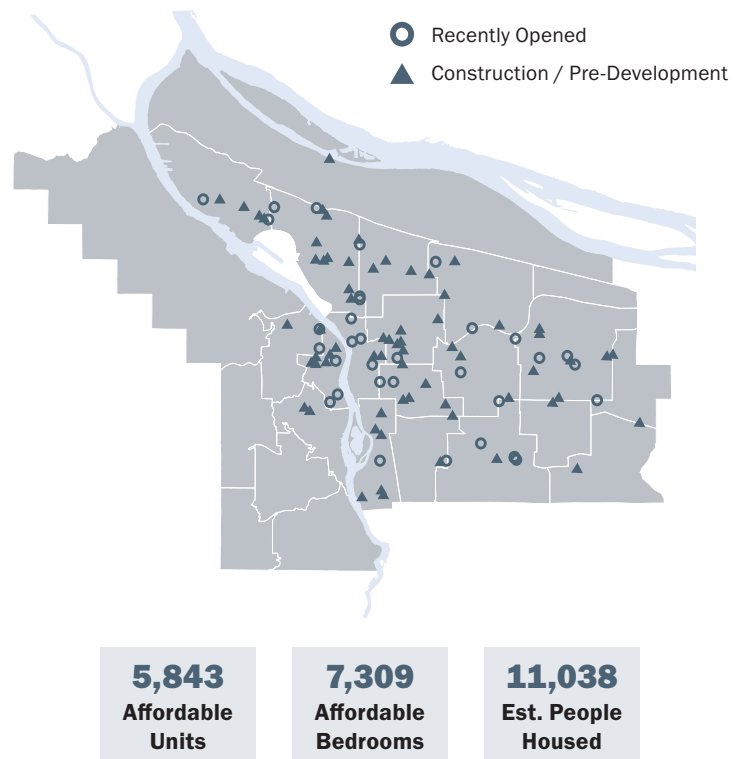 Recently Opened
Construction / Pre-Development
5,843
Affordable
Units
7,309
Affordable
Bedrooms
11,038
Est. People
Housed